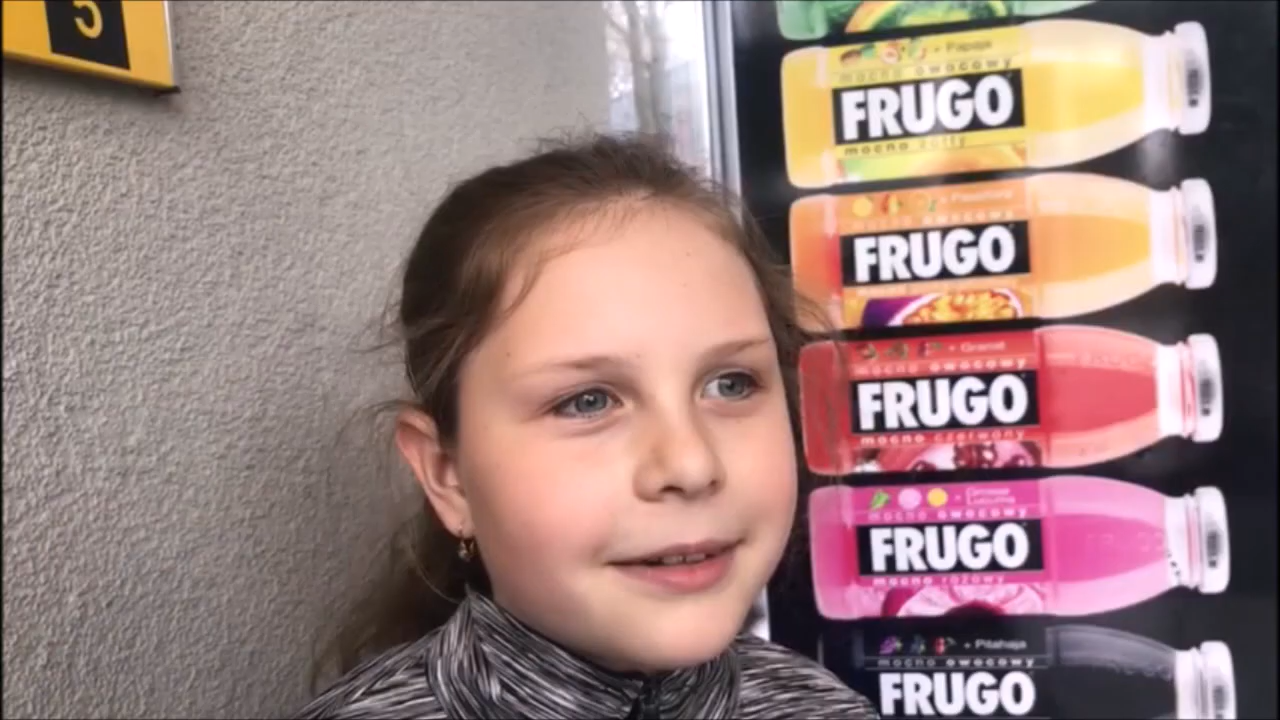 5
+ Papaja
mocno owocowy
FRUGO
mocno żółty
mocno owocowy
FRUGO
+ Granat
mocno owocowy
FRUGO
mocno czerwony
mocno owocowy
FRUGO
mocno różowy
+ Pitahaja
mocno owocowy
FRUGO